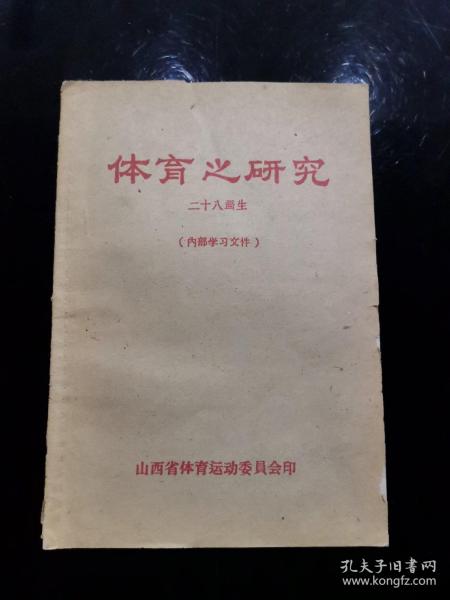 体育之研究
二十八画生
(内部学习文件)
山西省体育运动委員会印
孔夫子旧书网
www.kongfz.com